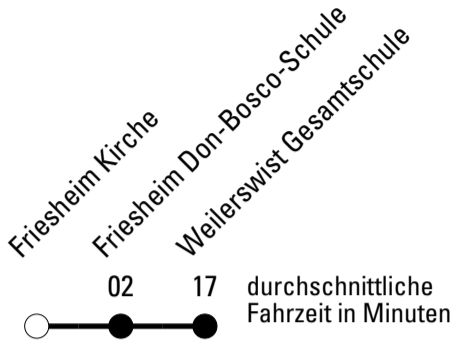 Friesheim Kirche
Friesheim Don-Bosco-Schule
Weilerswist Gesamtschule
02 17 durchschnittliche
Fahrzeit in Minuten